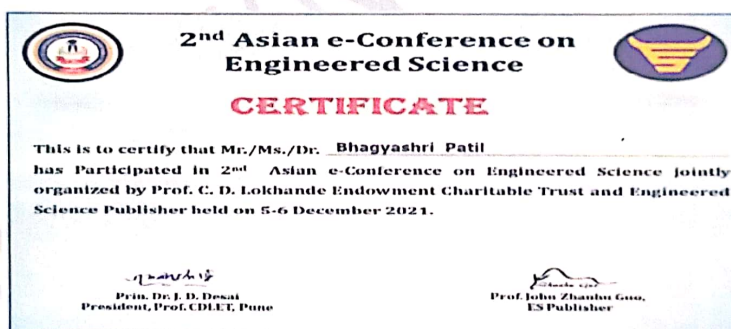 2nd Asian e-Conference on
Engineered Science
CERTIFICATE
This is to certify that Mr./Ms./Dr. Bhagyashri Patil
has Participated in 2nd Asian e-Conference on Engineered Science jointly
organized by Prof. C. D. Lokhande Endowment Charitable Trust and Engineered
Science Publisher held on 5-6 December 2021.
Prin. Dr. J. D. Desai
President, Prof. CDLET, Pune
Prof. John Zhanhu Guo,
ES Publisher